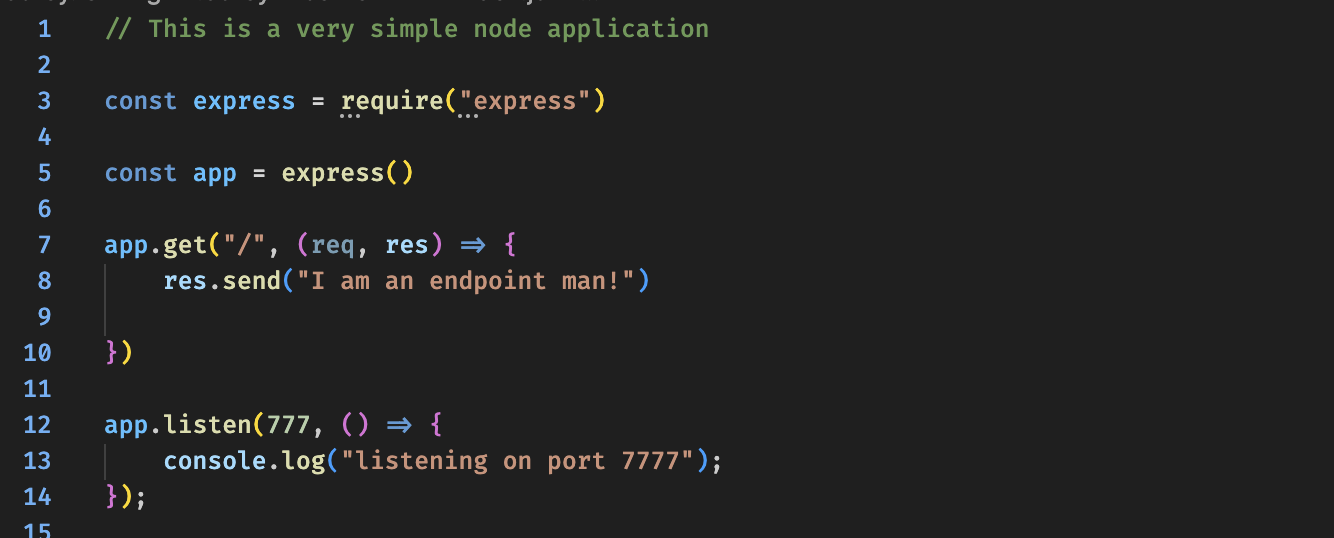 1 // This is a very simple node application
2
3 const express = require("express")
4
5 const app = express()
6
7 app.get("/", (req, res) => {
8 res.send("I am an endpoint man!")
9
10 })
11
12 app.listen(777, () => {
13 console.log("listening on port 7777");
14 });
15